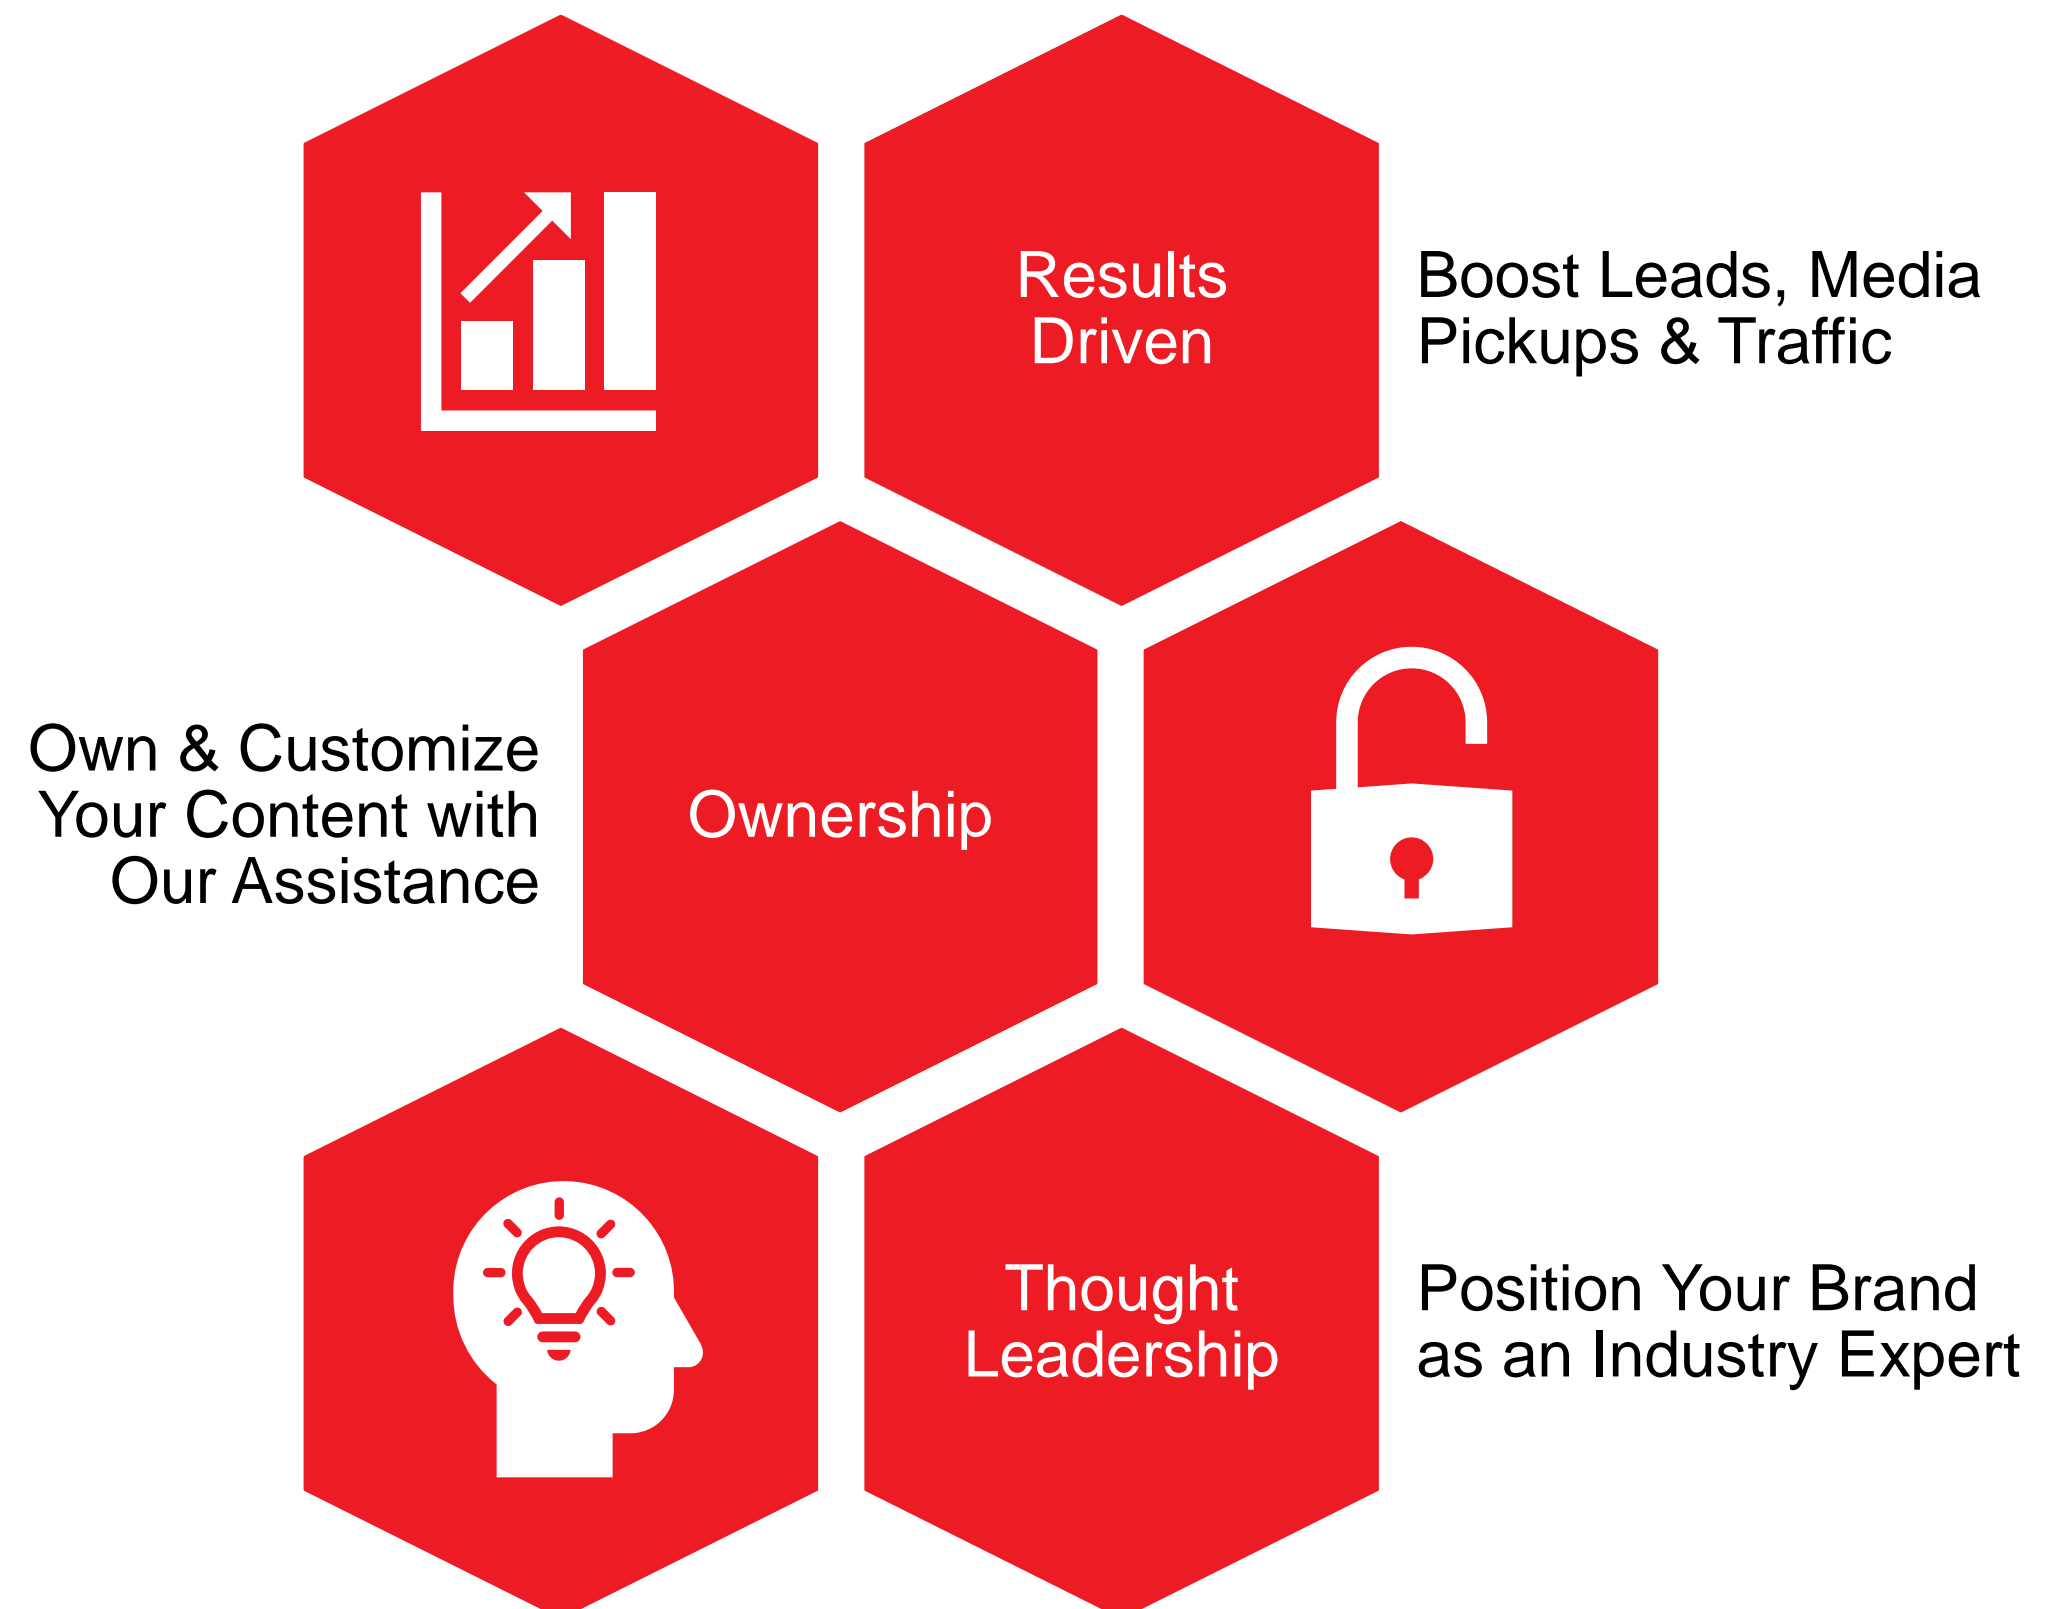 Results
Driven
Boost Leads, Media
Pickups & Traffic
Own & Customize
Your Content with
Our Assistance
Ownership
Thought
Leadership
Position Your Brand
as an Industry Expert